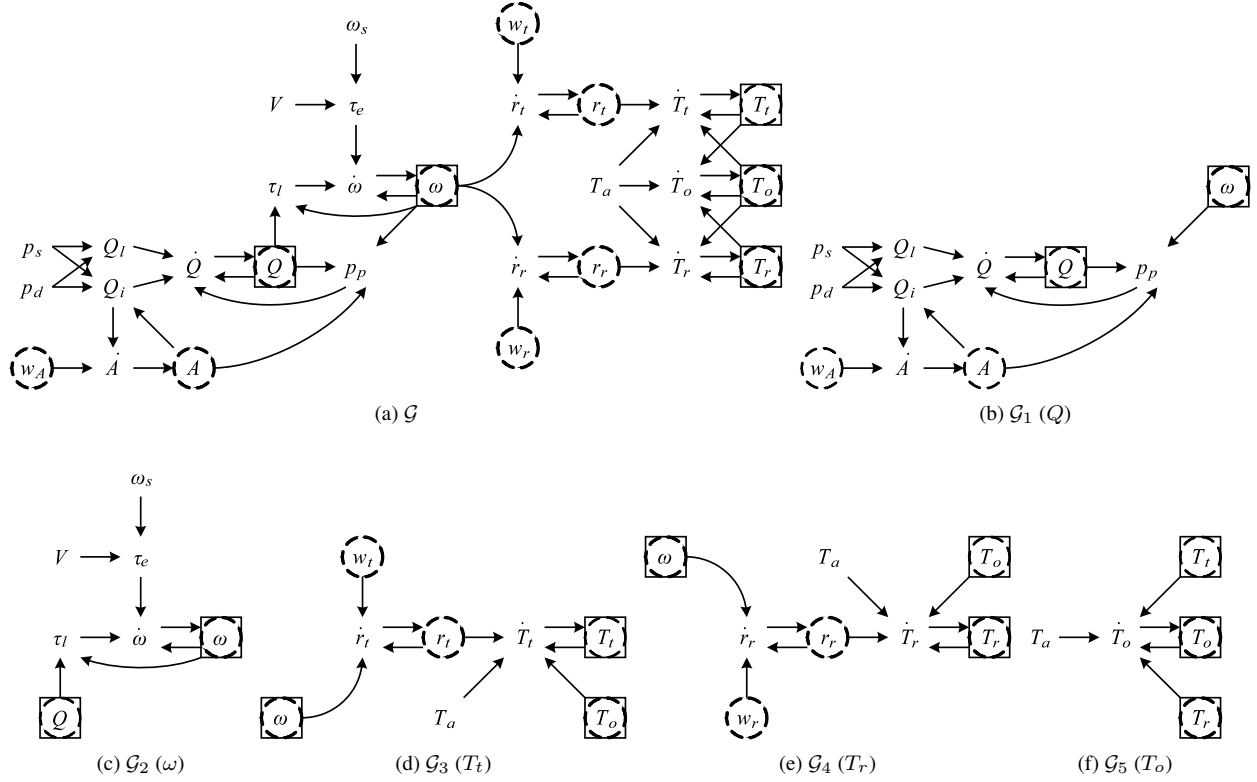 ω_s
w_t
V τ_e ṙ_t r_t Ṫ_t T_t
τ_l ω̇ ω T_a Ṫ_o T_o
ω
p_s Q_l
Q̇ Q p_p ṙ_r r_r Ṫ_r T_r
p_d Q_i
w_A Ȧ A w_r
p_s Q_l
Q̇ Q p_p
p_d Q_i
w_A Ȧ A
(a) 𝒢
(b) 𝒢₁ (Q)
ω_s
V τ_e
τ_l ω̇ ω
Q
(c) 𝒢₂ (ω)
w_t
ṙ_t r_t Ṫ_t T_t
ω T_a T_o
(d) 𝒢₃ (T_t)
ω T_a T_o
ṙ_r r_r Ṫ_r T_r
w_r
(e) 𝒢₄ (T_r)
T_t
T_a Ṫ_o T_o
T_r
(f) 𝒢₅ (T_o)